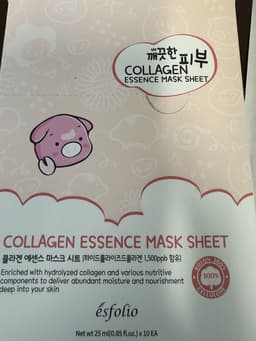 깨끗한 피부
COLLAGEN
ESSENCE MASK SHEET
COLLAGEN ESSENCE MASK SHEET
콜라겐 에센스 마스크 시트 [하이드롤라이즈드콜라겐 1,500ppb 함유]
Enriched with hydrolyzed collagen and various nutritive
components to deliver abundant moisture and nourishment
deep into your skin
100%
esfolio
Net wt 25 ml(0.85 fl.oz.) x 10 EA